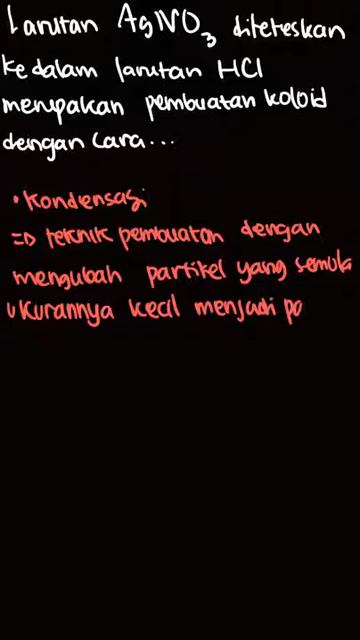 Larutan AgNO3 diteteskan
kedalam larutan HCl
merupakan pembuatan koloid
dengan cara...
• Kondensasi
=> teknik pembuatan dengan
mengubah partikel yang semula
ukurannya kecil menjadi pa